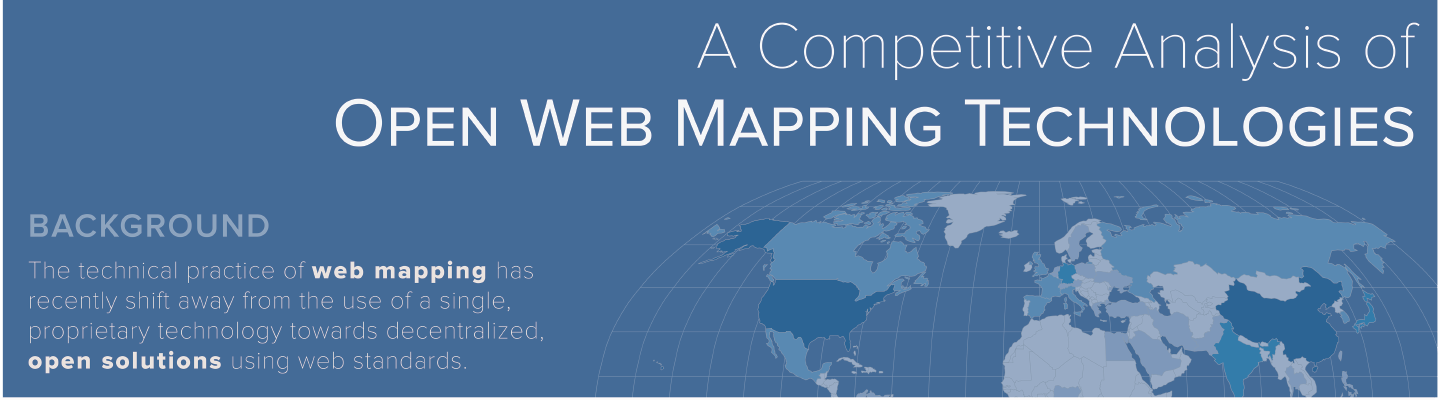 A Competitive Analysis of
OPEN WEB MAPPING TECHNOLOGIES
BACKGROUND
The technical practice of web mapping has
recently shift away from the use of a single,
proprietary technology towards decentralized,
open solutions using web standards.